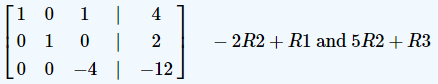 1 0 1 | 4
0 1 0 | 2 − 2R2 + R1 and 5R2 + R3
0 0 −4 | −12